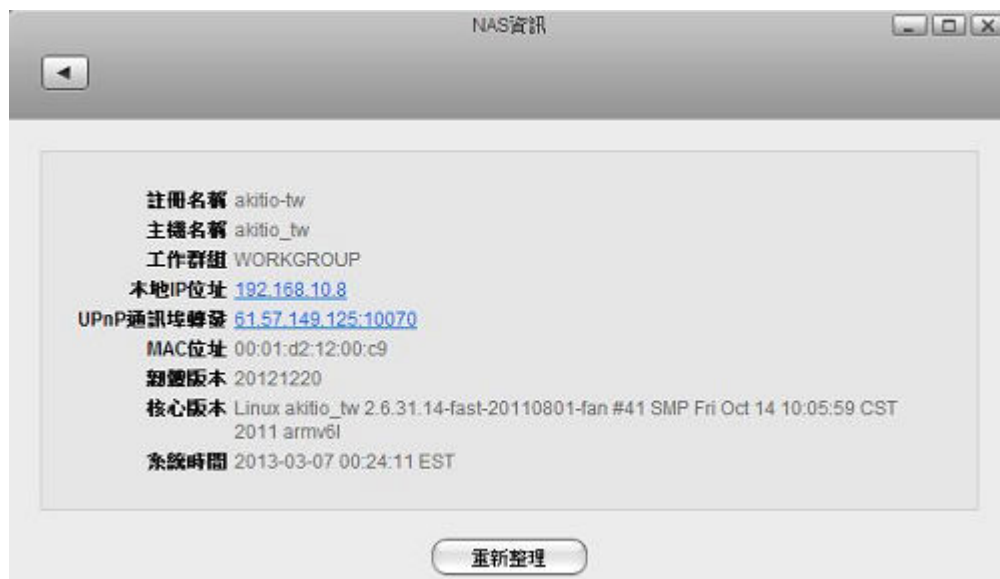 NAS資訊
註冊名稱 akitio-tw
主機名稱 akitio_tw
工作群組 WORKGROUP
本地IP位址 192.168.10.8
UPnP通訊埠轉發 61.57.149.125:10070
MAC位址 00:01:d2:12:00:c9
韌體版本 20121220
核心版本 Linux akitio_tw 2.6.31.14-fast-20110801-fan #41 SMP Fri Oct 14 10:05:59 CST
2011 armv6l
系統時間 2013-03-07 00:24:11 EST
重新整理